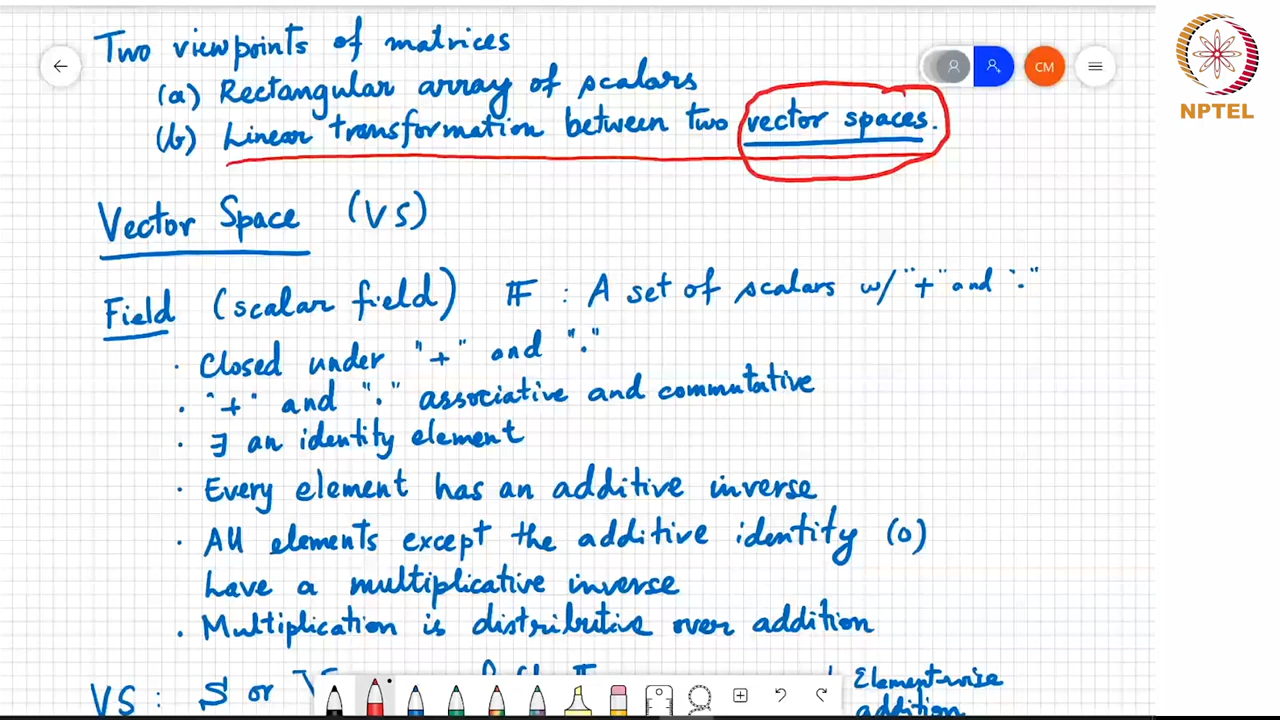 Two viewpoints of matrices
(a) Rectangular array of scalars
(b) Linear transformation between two vector spaces.
CM
NPTEL
Vector Space (VS)
Field (scalar field) 𝔽 : A set of scalars w/ "+" and "·"
· Closed under "+" and "·"
· "+" and "·" associative and commutative
· ∃ an identity element
· Every element has an additive inverse
· All elements except the additive identity (0)
have a multiplicative inverse
· Multiplication is distributive over addition
VS : S or V
Element-wise
addition